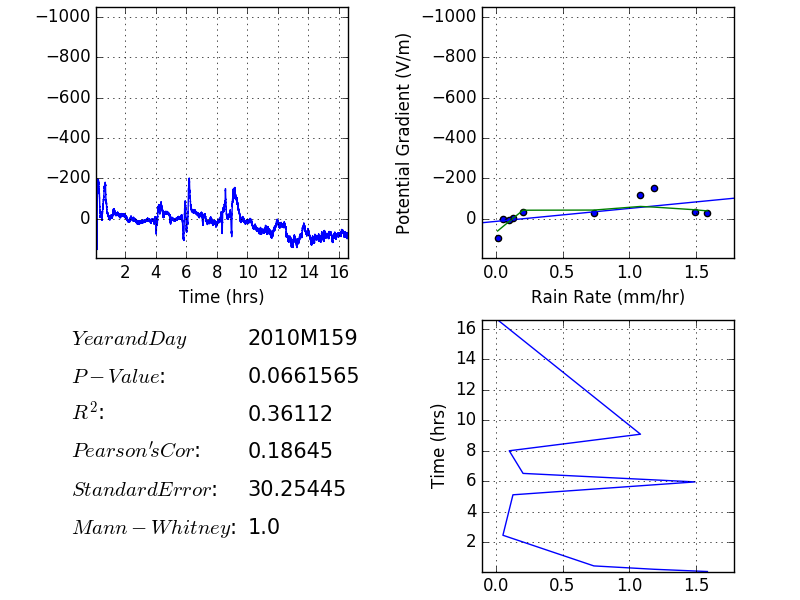 −1000
−800
−600
−400
−200
0
2 4 6 8 10 12 14 16
Time (hrs)
Potential Gradient (V/m)
−1000
−800
−600
−400
−200
0
0.0 0.5 1.0 1.5
Rain Rate (mm/hr)
YearandDay 2010M159
P−Value: 0.0661565
R²: 0.36112
Pearson'sCor: 0.18645
StandardError: 30.25445
Mann−Whitney: 1.0
Time (hrs)
16
14
12
10
8
6
4
2
0.0 0.5 1.0 1.5